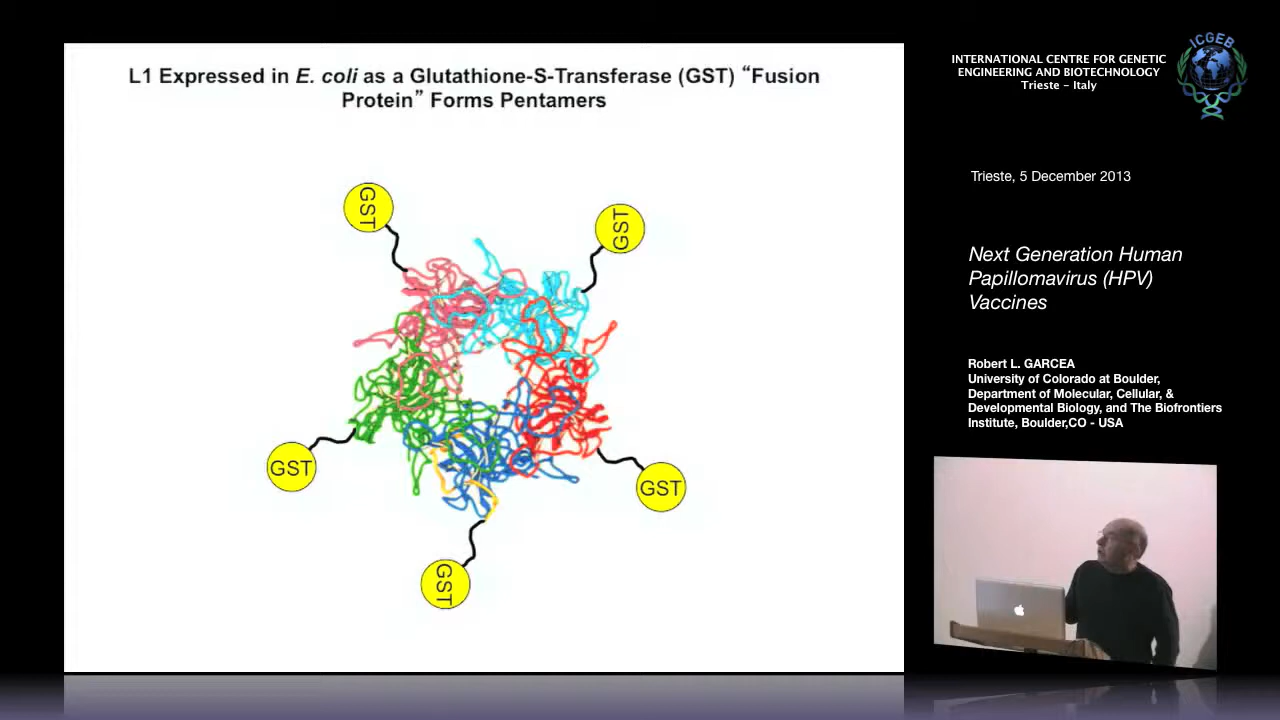 L1 Expressed in E. coli as a Glutathione-S-Transferase (GST) “Fusion
Protein” Forms Pentamers
GST
GST
GST
GST
GST
INTERNATIONAL CENTRE FOR GENETIC
ENGINEERING AND BIOTECHNOLOGY
Trieste - Italy
ICGEB
Trieste, 5 December 2013
Next Generation Human
Papillomavirus (HPV)
Vaccines
Robert L. GARCEA
University of Colorado at Boulder,
Department of Molecular, Cellular, &
Developmental Biology, and The Biofrontiers
Institute, Boulder,CO - USA